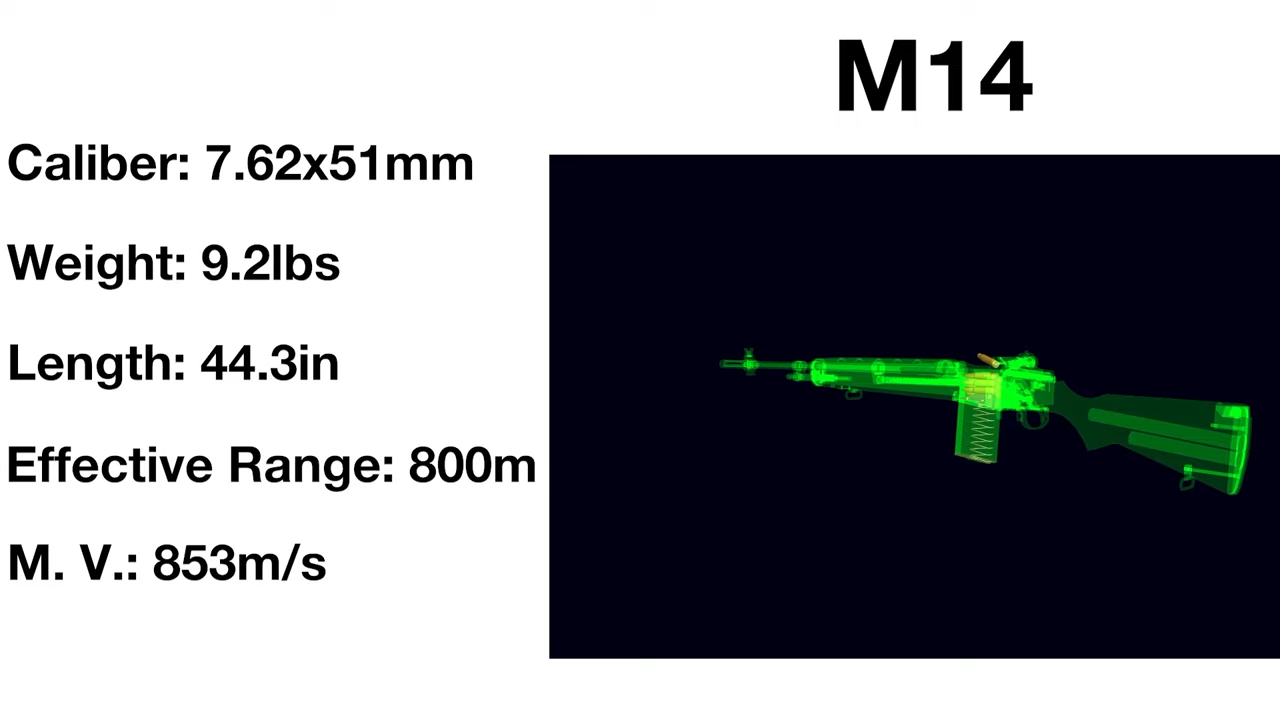 M14
Caliber: 7.62x51mm
Weight: 9.2lbs
Length: 44.3in
Effective Range: 800m
M. V.: 853m/s